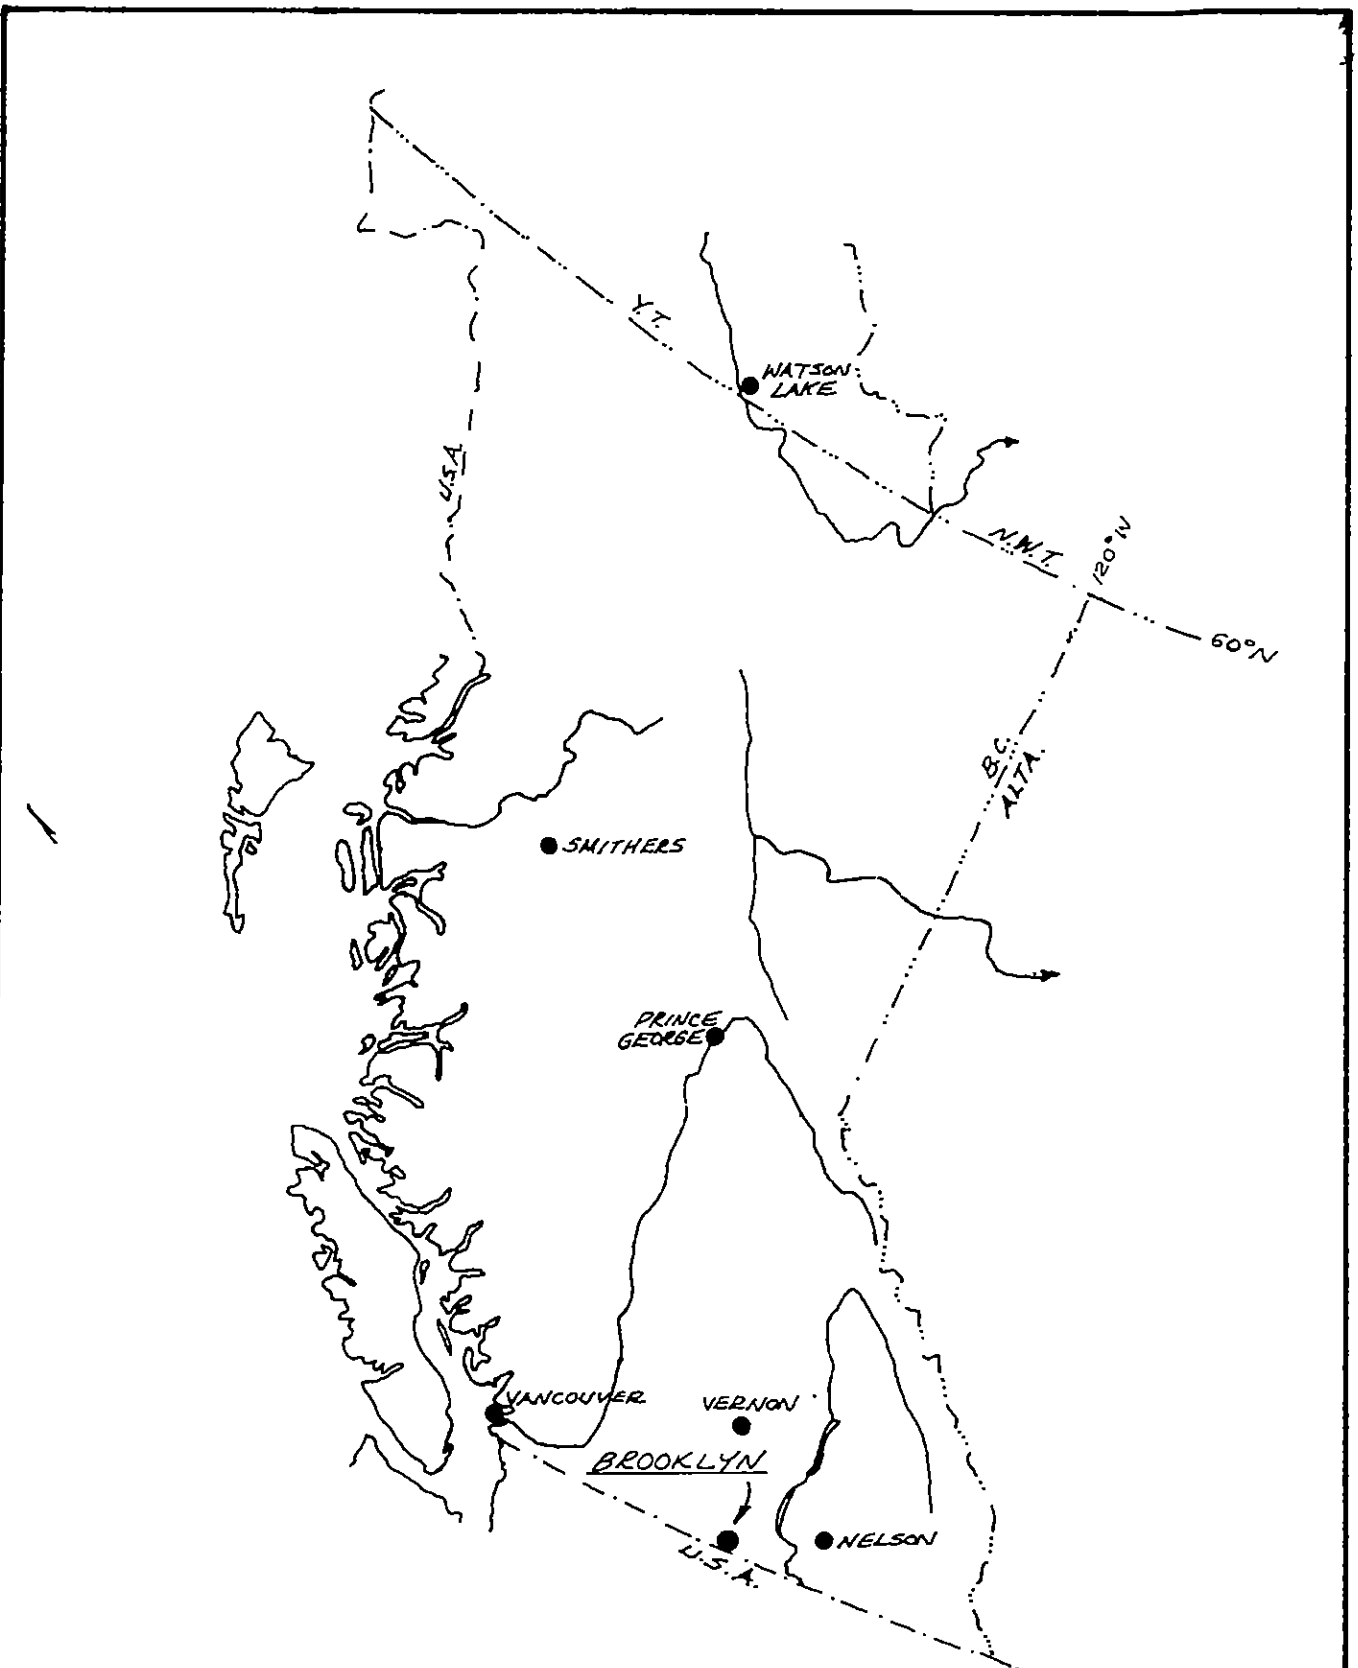 Y.T.
WATSON
LAKE
U.S.A.
N.W.T.
120°N
60°N
B.C.
ALTA.
SMITHERS
PRINCE
GEORGE
VANCOUVER
VERNON
BROOKLYN
NELSON
U.S.A.